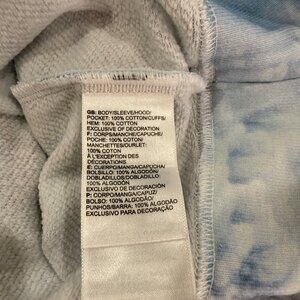 GB: BODY/SLEEVE/HOOD/
POCKET: 100% COTTON/CUFFS/
HEM: 100% COTTON
EXCLUSIVE OF DECORATION
F: CORPS/MANCHE/CAPUCHE/
POCHE: 100% COTON/
MANCHETTES/OURLET:
100% COTON
À L'EXCEPTION DES
DÉCORATIONS
E: CUERPO/MANGA/CAPUCHA/
BOLSILLO: 100% ALGODÓN/
DOBLADILLOS/DOBLADILLO:
100% ALGODÓN
EXCLUSIVO DE DECORACIÓN
P: CORPO/MANGA/CAPUZ/
BOLSO: 100% ALGODÃO/
PUNHOS/BARRA: 100% ALGODÃO
EXCLUSIVO PARA DECORAÇÃO